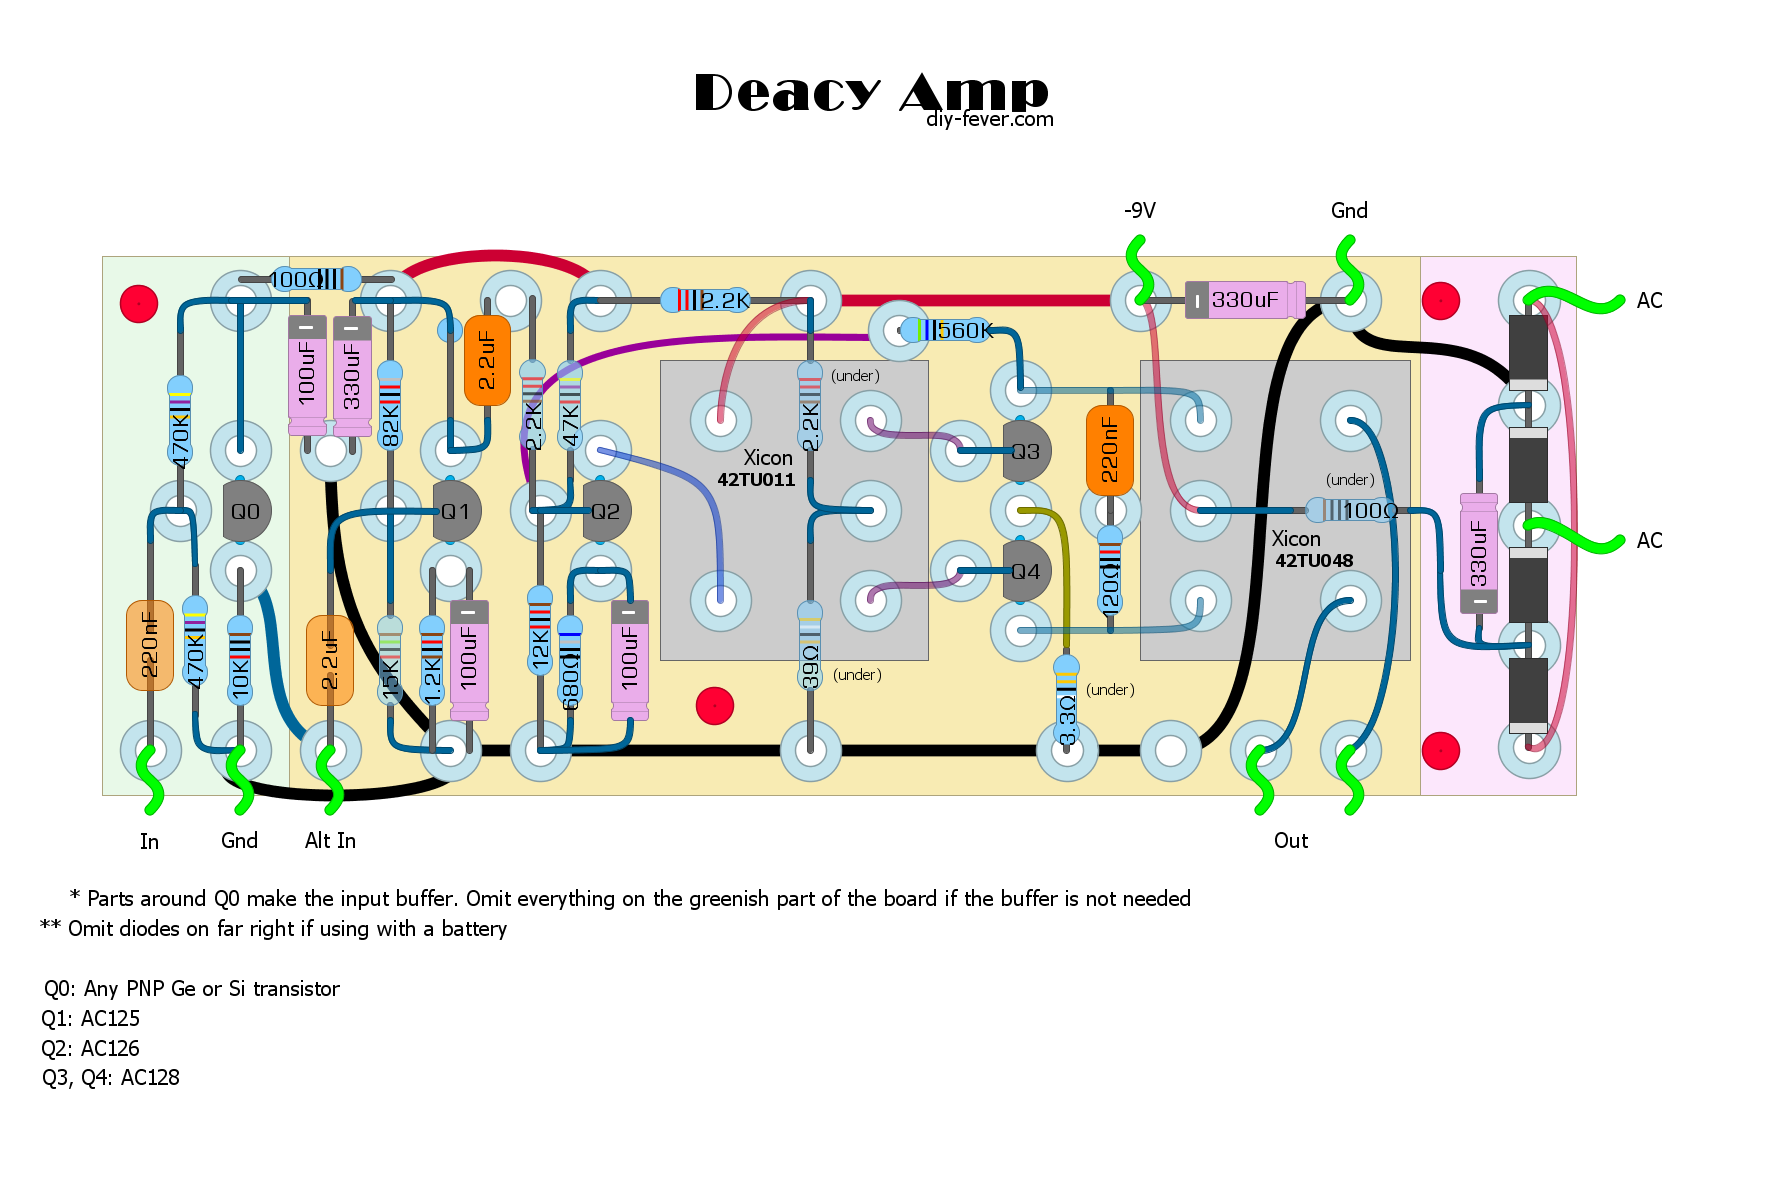 Deacy Amp
diy-fever.com
-9V
Gnd
100Ω
2.2K
330uF
AC
560K
100uF
330uF
82K
2.2uF
2.2K
47K
2.2K
(under)
470K
Xicon
42TU011
Q3
220nF
(under)
100Ω
Q0
Q1
Q2
Xicon
42TU048
330uF
AC
Q4
120Ω
220nF
470K
10K
2.2uF
15K
1.2K
100uF
12K
680Ω
100uF
39Ω
(under)
3.3Ω
(under)
In
Gnd
Alt In
Out
* Parts around Q0 make the input buffer. Omit everything on the greenish part of the board if the buffer is not needed
** Omit diodes on far right if using with a battery
Q0: Any PNP Ge or Si transistor
Q1: AC125
Q2: AC126
Q3, Q4: AC128